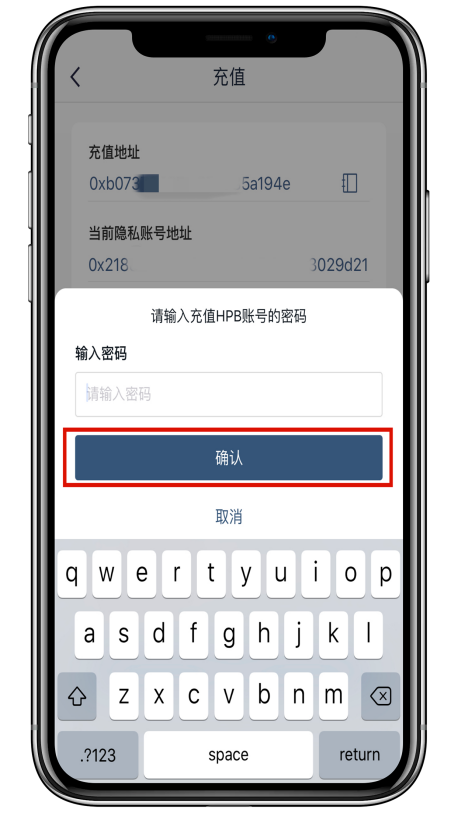 充值
充值地址
0xb073 5a194e
当前隐私账号地址
0x218 3029d21
请输入充值HPB账号的密码
输入密码
请输入密码
确认
取消
q w e r t y u i o p
a s d f g h j k l
z x c v b n m
.?123 space return